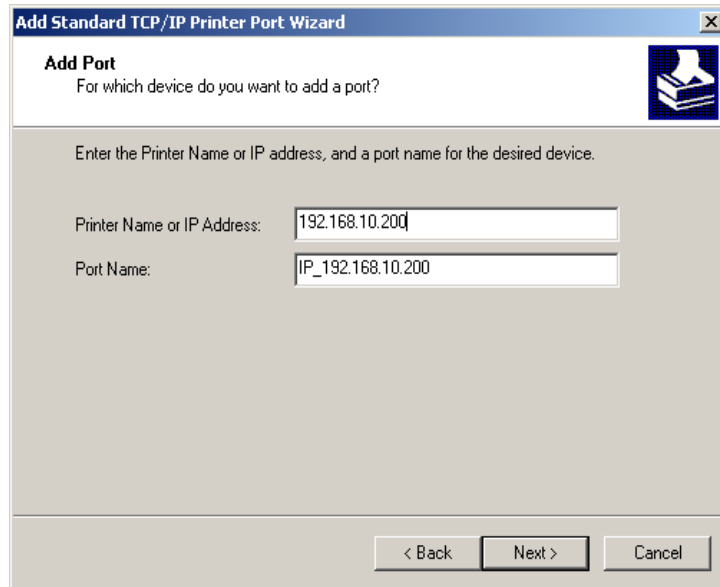 Add Standard TCP/IP Printer Port Wizard
Add Port
For which device do you want to add a port?
Enter the Printer Name or IP address, and a port name for the desired device.
Printer Name or IP Address: 192.168.10.200
Port Name: IP_192.168.10.200
< Back Next > Cancel